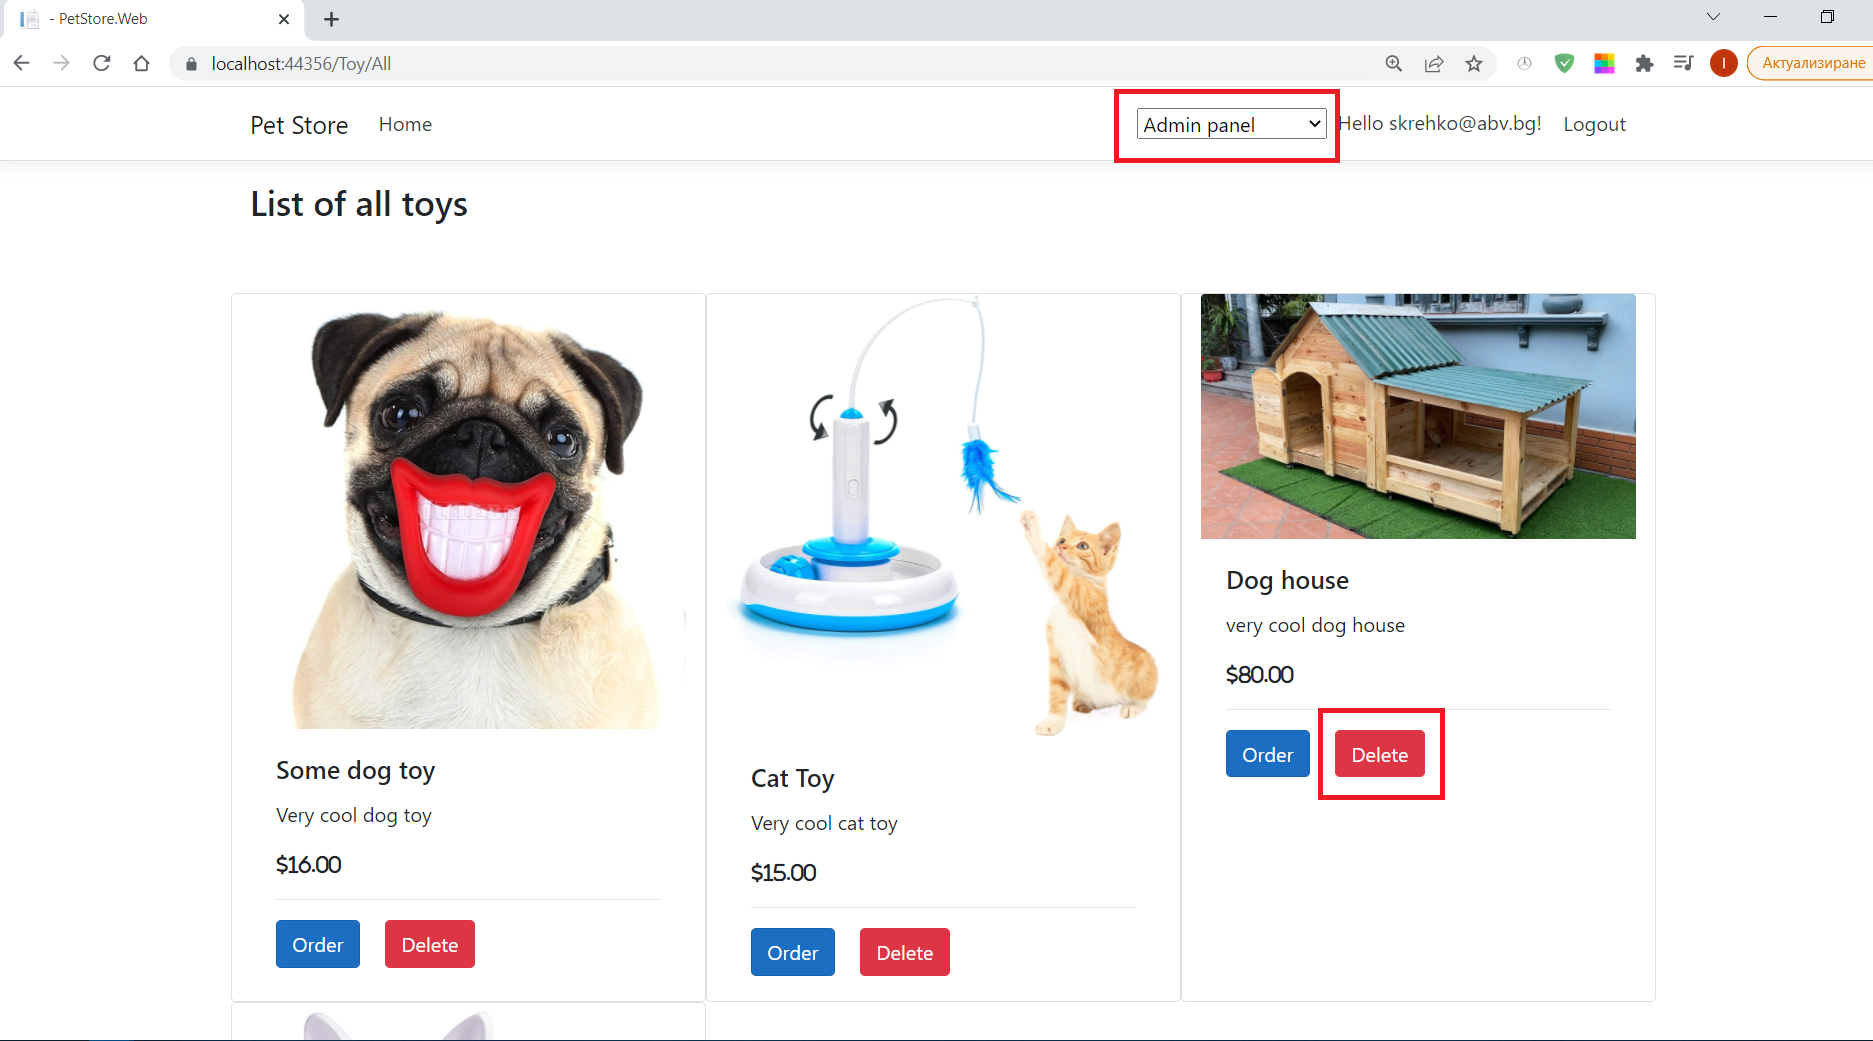 - PetStore.Web
localhost:44356/Toy/All
I
Актуализиране
Pet Store
Home
Admin panel
Hello skrehko@abv.bg!
Logout
List of all toys
Some dog toy
Very cool dog toy
$16.00
Order
Delete
Cat Toy
Very cool cat toy
$15.00
Order
Delete
Dog house
very cool dog house
$80.00
Order
Delete